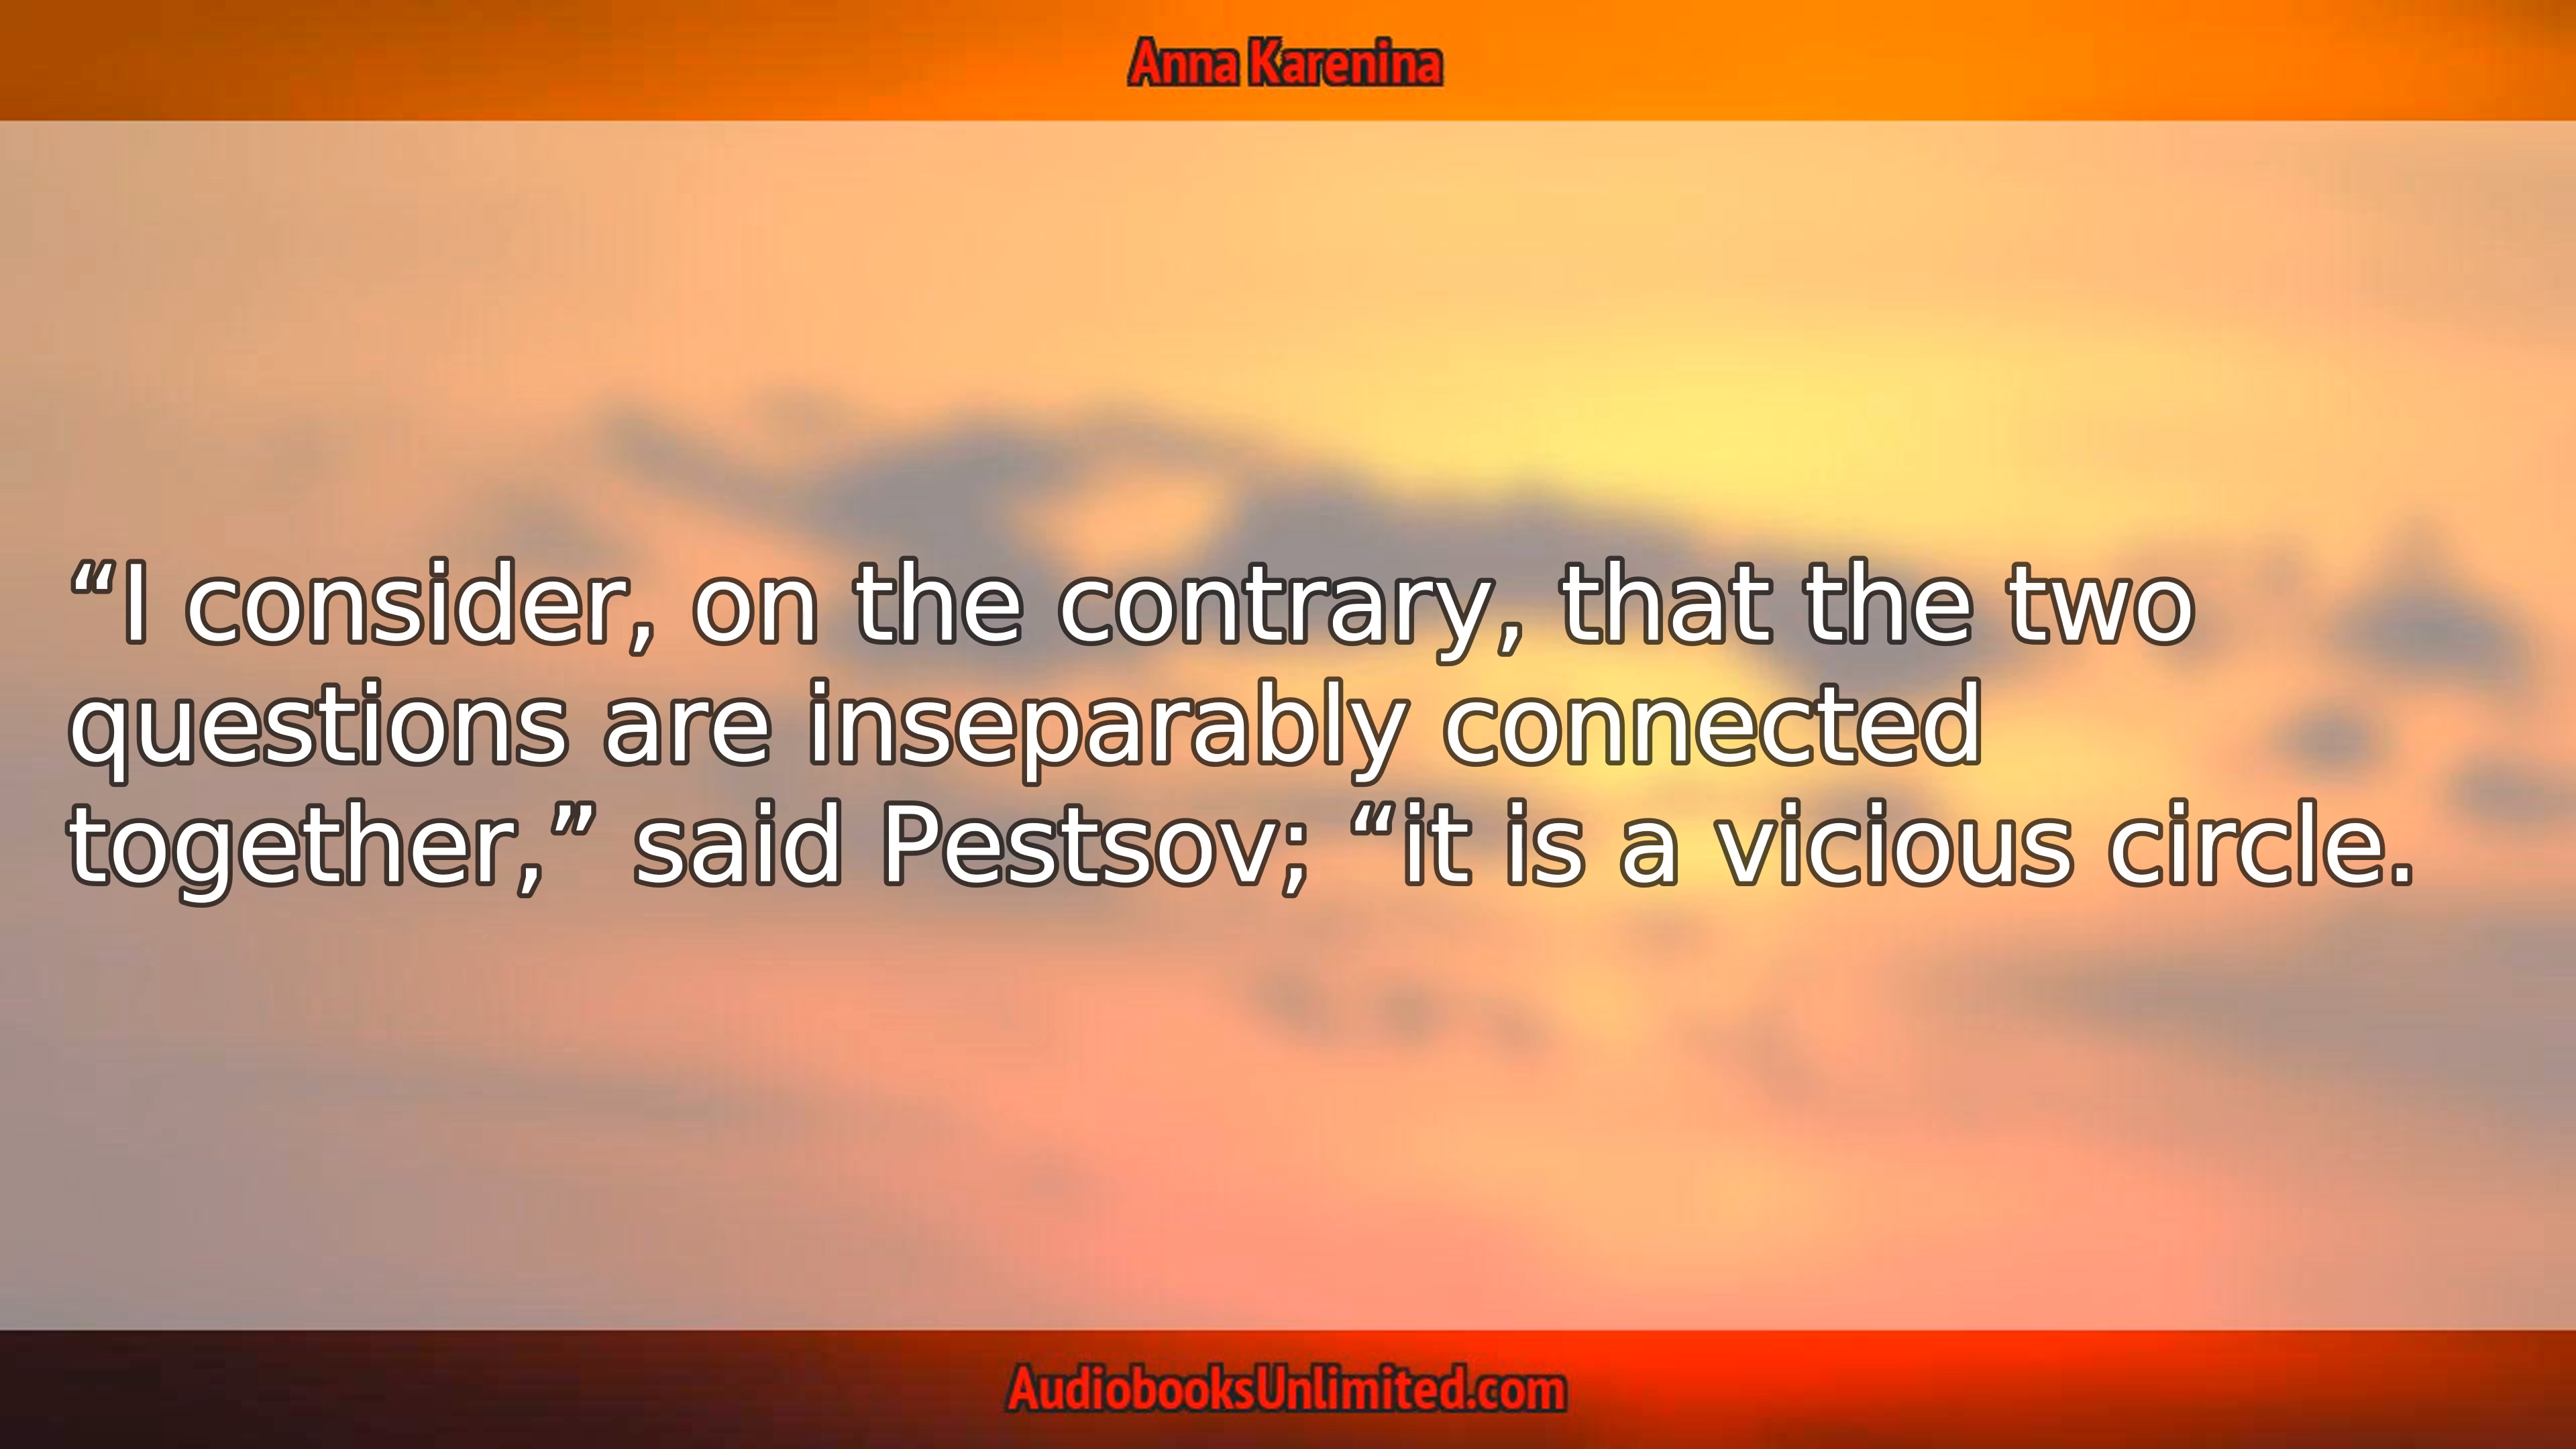 Anna Karenina
“I consider, on the contrary, that the two
questions are inseparably connected
together,” said Pestsov; “it is a vicious circle.
AudiobooksUnlimited.com